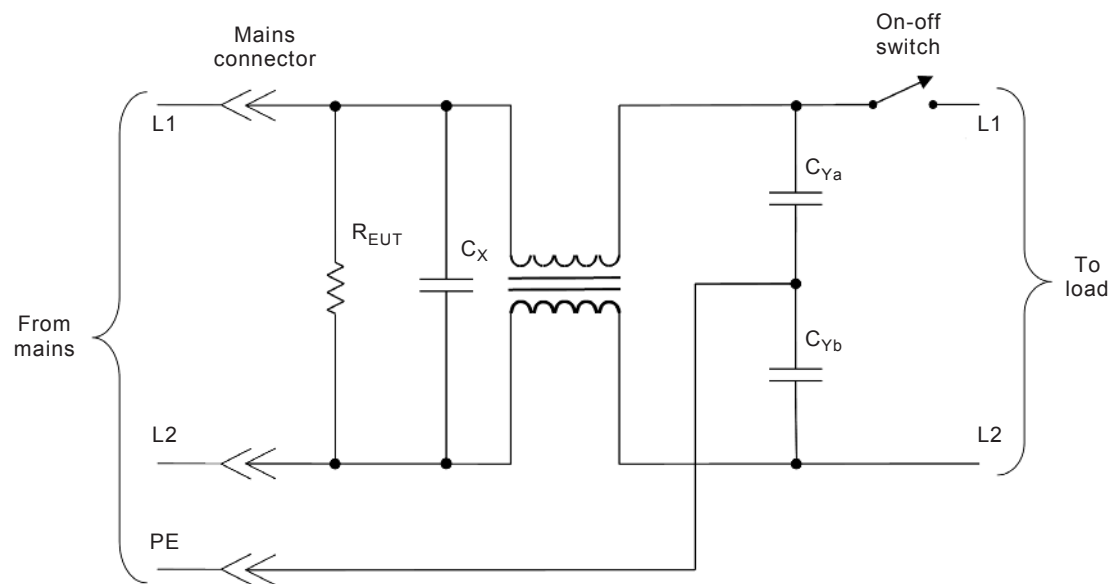 Mains
connector
On-off
switch
L1
L1
C_Ya
R_EUT
C_X
To
load
From
mains
C_Yb
L2
L2
PE